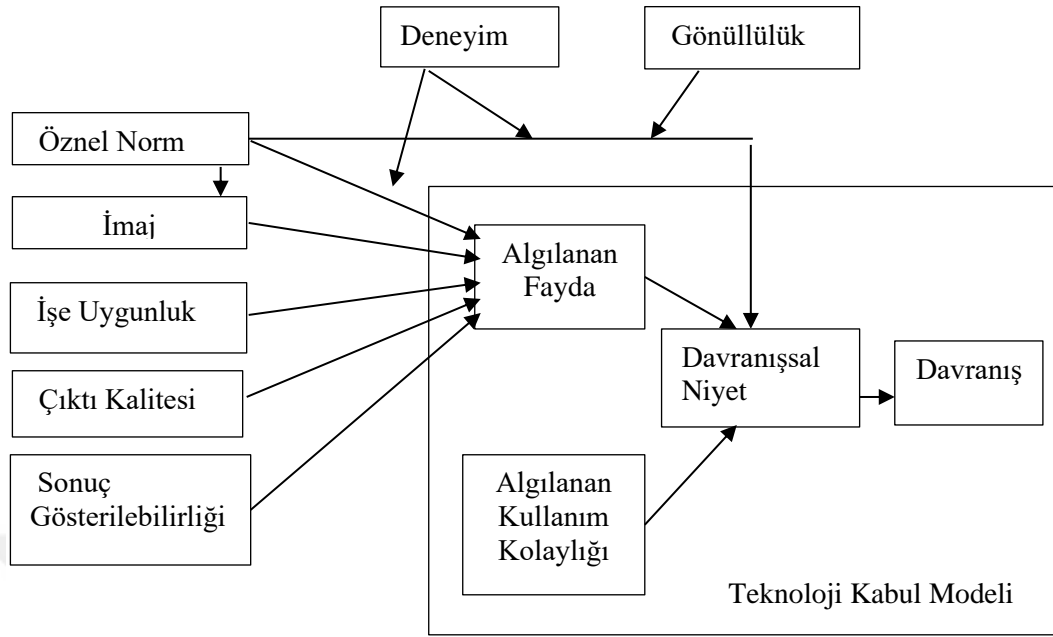 Deneyim
Gönüllülük
Öznel Norm
İmaj
İşe Uygunluk
Çıktı Kalitesi
Sonuç
Gösterilebilirliği
Algılanan
Fayda
Davranışsal
Niyet
Davranış
Algılanan
Kullanım
Kolaylığı
Teknoloji Kabul Modeli